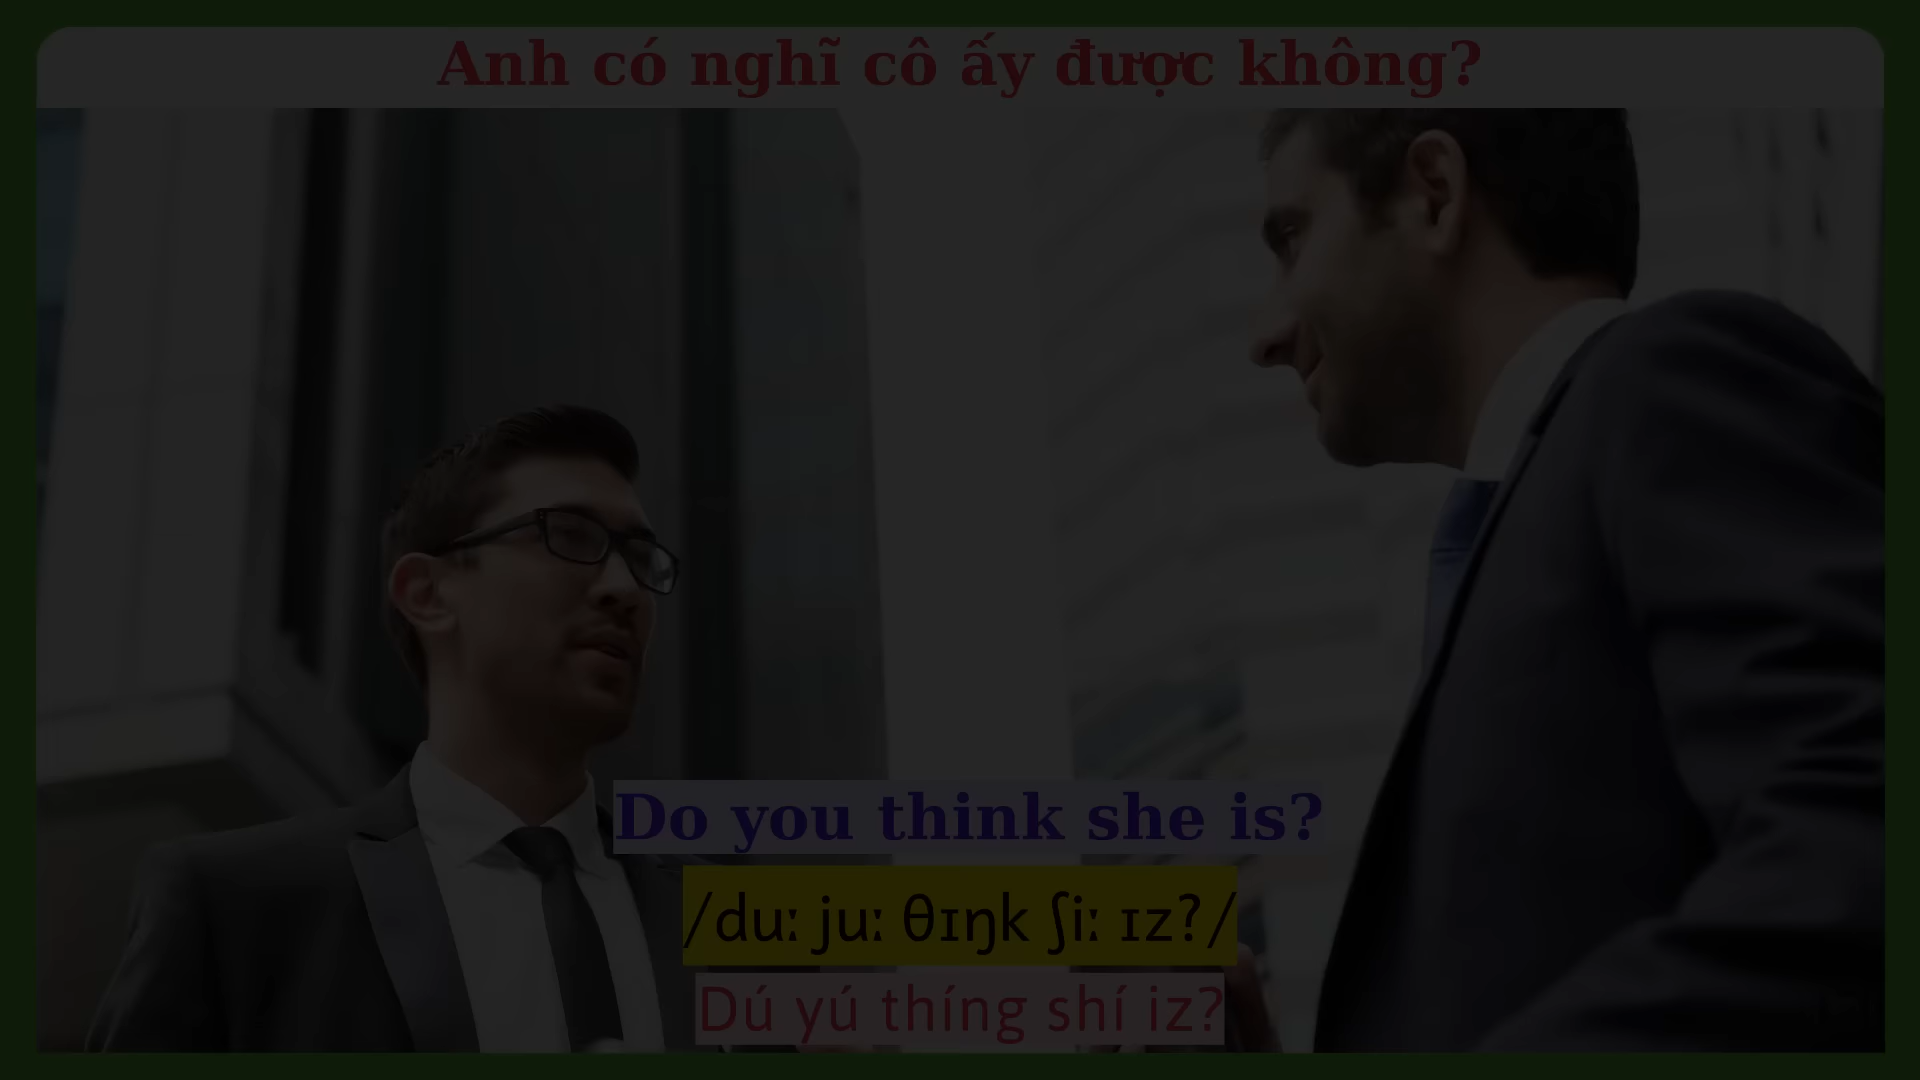 Anh có nghĩ cô ấy được không?
Do you think she is?
/duː juː θɪŋk ʃiː ɪz?/
Dú yú thíng shí iz?